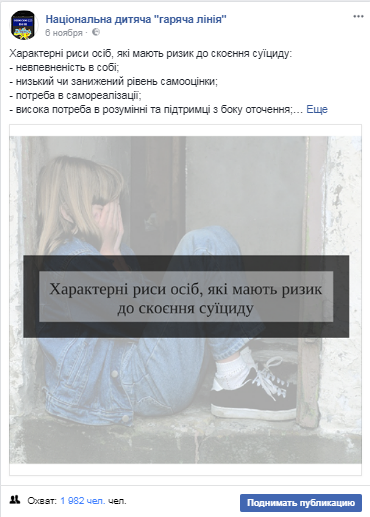 Національна дитяча "гаряча лінія"
6 ноября ·
Характерні риси осіб, які мають ризик до скоєння суїциду:
- невпевненість в собі;
- низький чи занижений рівень самооцінки;
- потреба в самореалізації;
- висока потреба в розумінні та підтримці з боку оточення;... Еще
Характерні риси осіб, які мають ризик
до скоєння суїциду
Охват: 1 982 чел. чел.
Поднимать публикацию